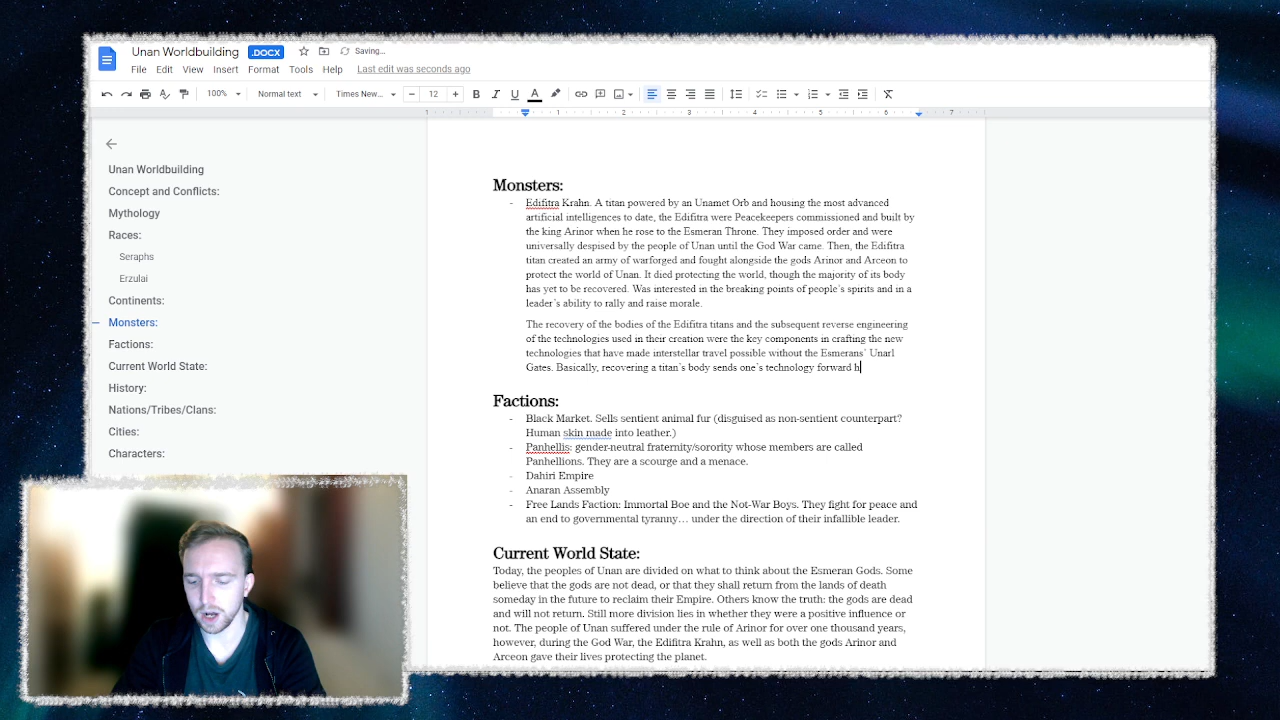 Unan Worldbuilding .DOCX Saving...
File Edit View Insert Format Tools Help Last edit was seconds ago
100% Normal text Times New... − 12 + B I U A
1 1 2 3 4 5 6 7
Unan Worldbuilding
Concept and Conflicts:
Mythology
Races:
Seraphs
Erzulai
Continents:
Monsters:
Factions:
Current World State:
History:
Nations/Tribes/Clans:
Cities:
Characters:
Monsters:
- Edifitra Krahn. A titan powered by an Unamet Orb and housing the most advanced
artificial intelligences to date, the Edifitra were Peacekeepers commissioned and built by
the king Arinor when he rose to the Esmeran Throne. They imposed order and were
universally despised by the people of Unan until the God War came. Then, the Edifitra
titan created an army of warforged and fought alongside the gods Arinor and Arceon to
protect the world of Unan. It died protecting the world, though the majority of its body
has yet to be recovered. Was interested in the breaking points of people's spirits and in a
leader's ability to rally and raise morale.
The recovery of the bodies of the Edifitra titans and the subsequent reverse engineering
of the technologies used in their creation were the key components in crafting the new
technologies that have made interstellar travel possible without the Esmerans' Unarl
Gates. Basically, recovering a titan's body sends one's technology forward h
Factions:
- Black Market. Sells sentient animal fur (disguised as non-sentient counterpart?
Human skin made into leather.)
- Panhellis: gender-neutral fraternity/sorority whose members are called
Panhellions. They are a scourge and a menace.
- Dahiri Empire
- Anaran Assembly
- Free Lands Faction: Immortal Boe and the Not-War Boys. They fight for peace and
an end to governmental tyranny... under the direction of their infallible leader.
Current World State:
Today, the peoples of Unan are divided on what to think about the Esmeran Gods. Some
believe that the gods are not dead, or that they shall return from the lands of death
someday in the future to reclaim their Empire. Others know the truth: the gods are dead
and will not return. Still more division lies in whether they were a positive influence or
not. The people of Unan suffered under the rule of Arinor for over one thousand years,
however, during the God War, the Edifitra Krahn, as well as both the gods Arinor and
Arceon gave their lives protecting the planet.